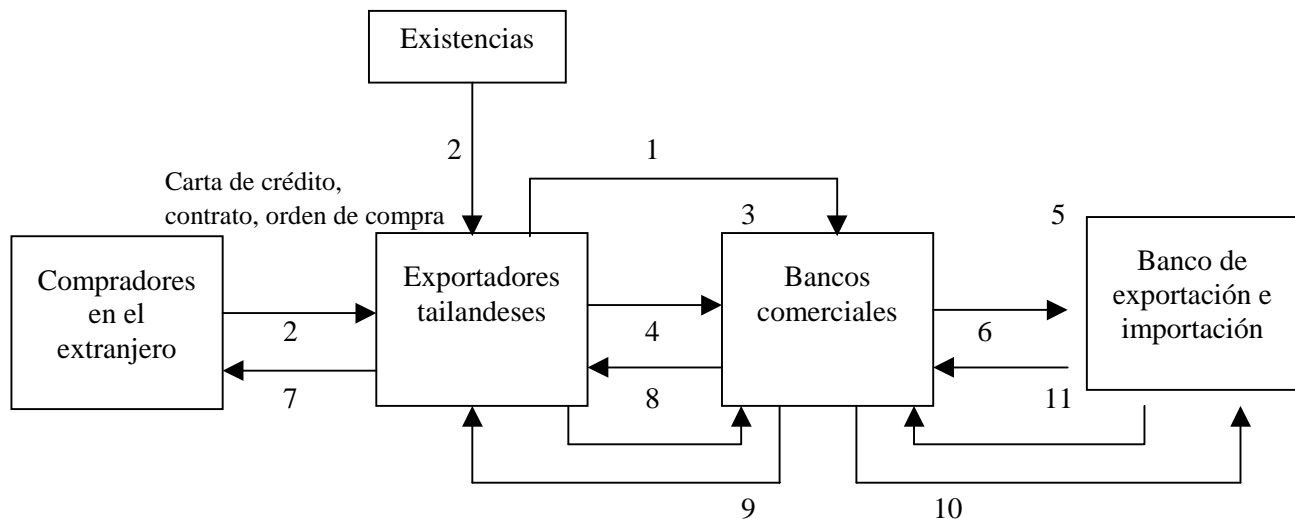 Existencias
2
1
Carta de crédito,
contrato, orden de compra
3
5
Compradores
en el
extranjero
Exportadores
tailandeses
Bancos
comerciales
Banco de
exportación e
importación
2
4
6
7
8
11
9
10